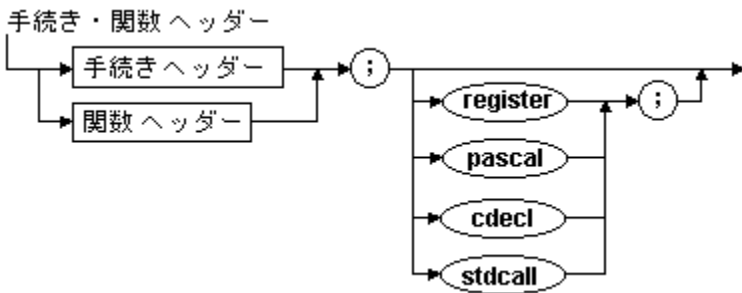 手続き・関数ヘッダー
手続きヘッダー
;
register
;
関数ヘッダー
pascal
cdecl
stdcall